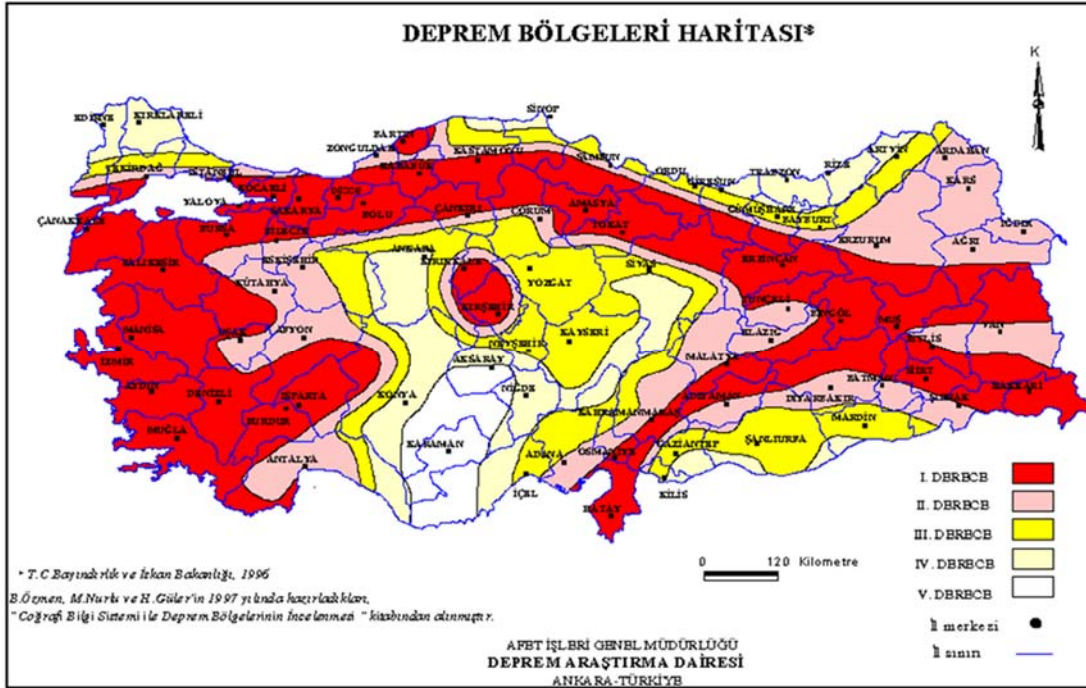 DEPREM BÖLGELERİ HARİTASI*
K
SİNOP
EDİRNE
KIRKLARELİ
BARTIN
ZONGULDAK
KASTAMONU
ARTVİN
ARDAHAN
TEKİRDAĞ
İSTANBUL
KARABÜK
SAMSUN
ORDU
GİRESUN
TRABZON
RİZE
KARS
KOCAELİ
YALOVA
SAKARYA
DÜZCE
BOLU
ÇANKIRI
ÇORUM
AMASYA
TOKAT
GÜMÜŞHANE
BAYBURT
ÇANAKKALE
BURSA
BİLECİK
ERZURUM
AĞRI
IĞDIR
ANKARA
KIRIKKALE
ESKİŞEHİR
BALIKESİR
KÜTAHYA
YOZGAT
SİVAS
ERZİNCAN
KIRŞEHİR
TUNCELİ
BİNGÖL
MUŞ
MANİSA
UŞAK
AFYON
KAYSERİ
NEVŞEHİR
ELAZIĞ
VAN
BİTLİS
İZMİR
AKSARAY
MALATYA
AYDIN
DENİZLİ
ISPARTA
BURDUR
KONYA
NİĞDE
KAHRAMANMARAŞ
ADIYAMAN
DİYARBAKIR
BATMAN
SİİRT
ŞIRNAK
HAKKARİ
MUĞLA
KARAMAN
MARDİN
ŞANLIURFA
GAZİANTEP
ANTALYA
ADANA
OSMANİYE
İÇEL
KİLİS
HATAY
I. DBRBCB
II. DBRBCB
III. DBRBCB
IV. DBRBCB
V. DBRBCB
İl merkezi
İl sınırı
0 120 Kilometre
* T.C.Bayındırlık ve İskan Bakanlığı, 1996
B.Özmen, M.Nurlu ve H.Güler'in 1997 yılında hazırladıkları,
"Coğrafi Bilgi Sistemi ile Deprem Bölgelerinin İncelenmesi" kitabından alınmıştır.
AFET İŞLERİ GENEL MÜDÜRLÜĞÜ
DEPREM ARAŞTIRMA DAİRESİ
ANKARA-TÜRKİYE